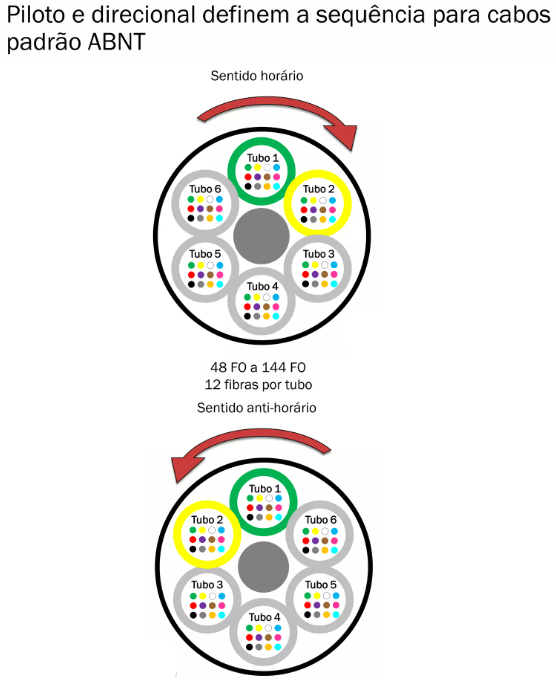 Piloto e direcional definem a sequência para cabos
padrão ABNT
Sentido horário
Tubo 1
Tubo 6
Tubo 2
Tubo 5
Tubo 3
Tubo 4
48 FO a 144 FO
12 fibras por tubo
Sentido anti-horário
Tubo 1
Tubo 2
Tubo 6
Tubo 3
Tubo 5
Tubo 4